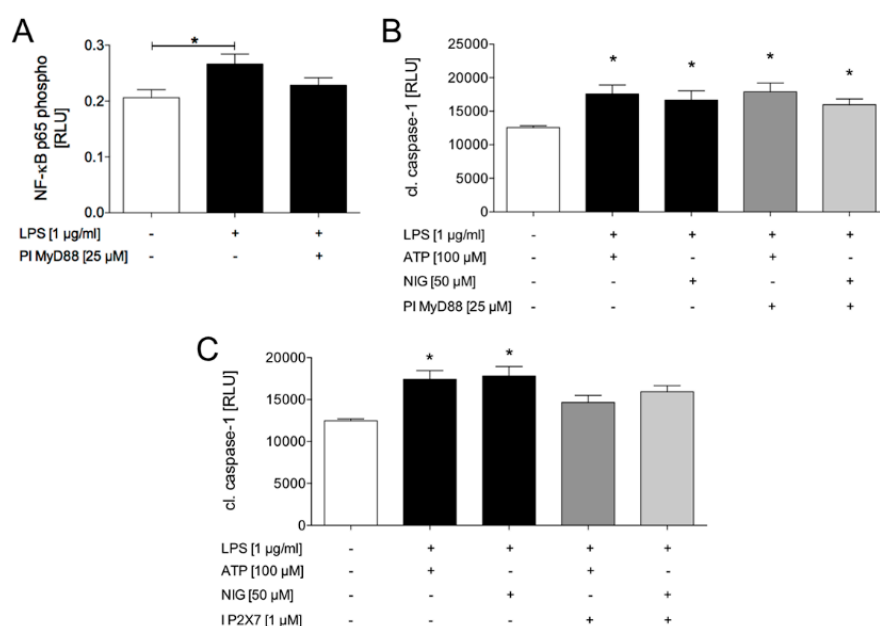 A
NF-κB p65 phospho
[RLU]
0.3
0.2
0.1
0.0
*
LPS [1 µg/ml] - + +
PI MyD88 [25 µM] - - +
B
cl. caspase-1 [RLU]
25000
20000
15000
10000
5000
0
* * * *
LPS [1 µg/ml] - + + + +
ATP [100 µM] - + - + -
NIG [50 µM] - - + - +
PI MyD88 [25 µM] - - - + +
C
cl. caspase-1 [RLU]
20000
15000
10000
5000
0
* *
LPS [1 µg/ml] - + + + +
ATP [100 µM] - + - + -
NIG [50 µM] - - + - +
I P2X7 [1 µM] - - - + +